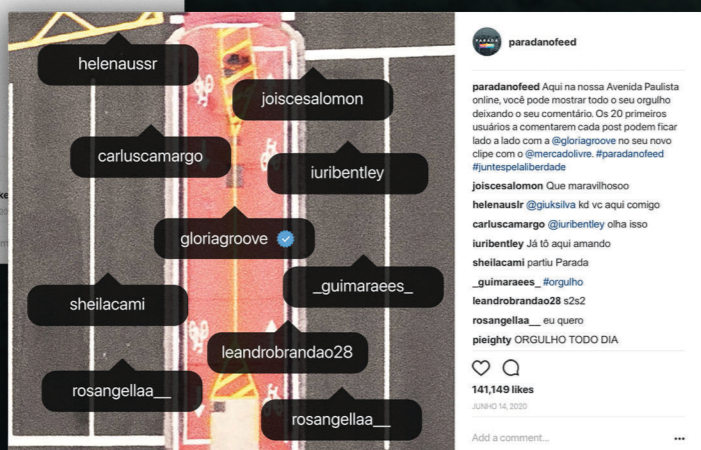 helenaussr
joiscesalomon
carluscamargo
iuribentley
gloriagroove
_guimaraees_
sheilacami
leandrobrandao28
rosangellaa__
rosangellaa__
PARADA
paradanofeed
paradanofeed Aqui na nossa Avenida Paulista
online, você pode mostrar todo o seu orgulho
deixando o seu comentário. Os 20 primeiros
usuários a comentarem cada post podem ficar
lado a lado com a @gloriagroove no seu novo
clipe com o @mercadolivre. #paradanofeed
#juntespelaliberdade
joiscesalomon Que maravilhosoo
helenauslr @giuksilva kd vc aqui comigo
carluscamargo @iuribentley olha isso
iuribentley Já tô aqui amando
sheilacami partiu Parada
_guimaraees_ #orgulho
leandrobrandao28 s2s2
rosangellaa__ eu quero
pieighty ORGULHO TODO DIA
141,149 likes
JUNHO 14, 2020
Add a comment...